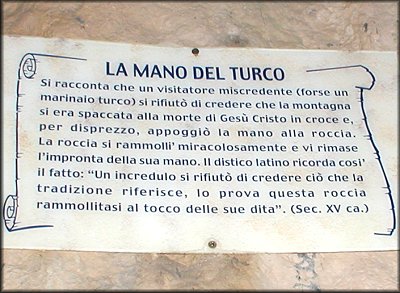 LA MANO DEL TURCO
Si racconta che un visitatore miscredente (forse un
marinaio turco) si rifiutò di credere che la montagna
si era spaccata alla morte di Gesù Cristo in croce e,
per disprezzo, appoggiò la mano alla roccia.
La roccia si rammolli' miracolosamente e vi rimase
l'impronta della sua mano. Il distico latino ricorda cosi'
il fatto: "Un incredulo si rifiutò di credere ciò che la
tradizione riferisce, lo prova questa roccia
rammollitasi al tocco delle sue dita". (Sec. XV ca.)